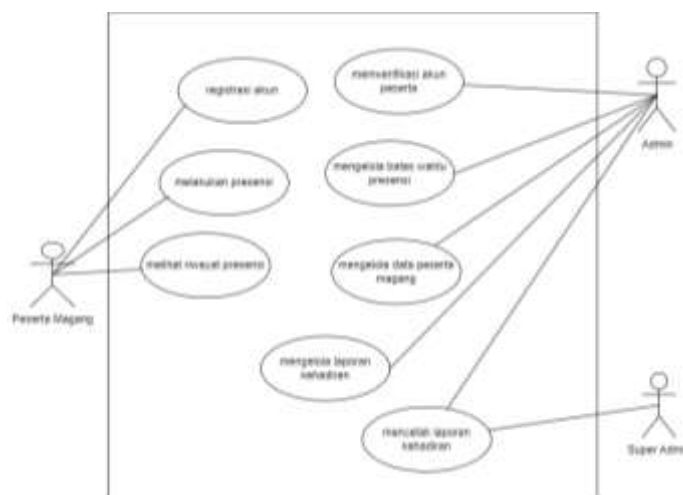 registrasi akun
memverifikasi akun
peserta
Admin
melakukan presensi
mengelola batas waktu
presensi
melihat riwayat presensi
mengelola data peserta
magang
Peserta Magang
mengelola laporan
kehadiran
mencetak laporan
kehadiran
Super Admi